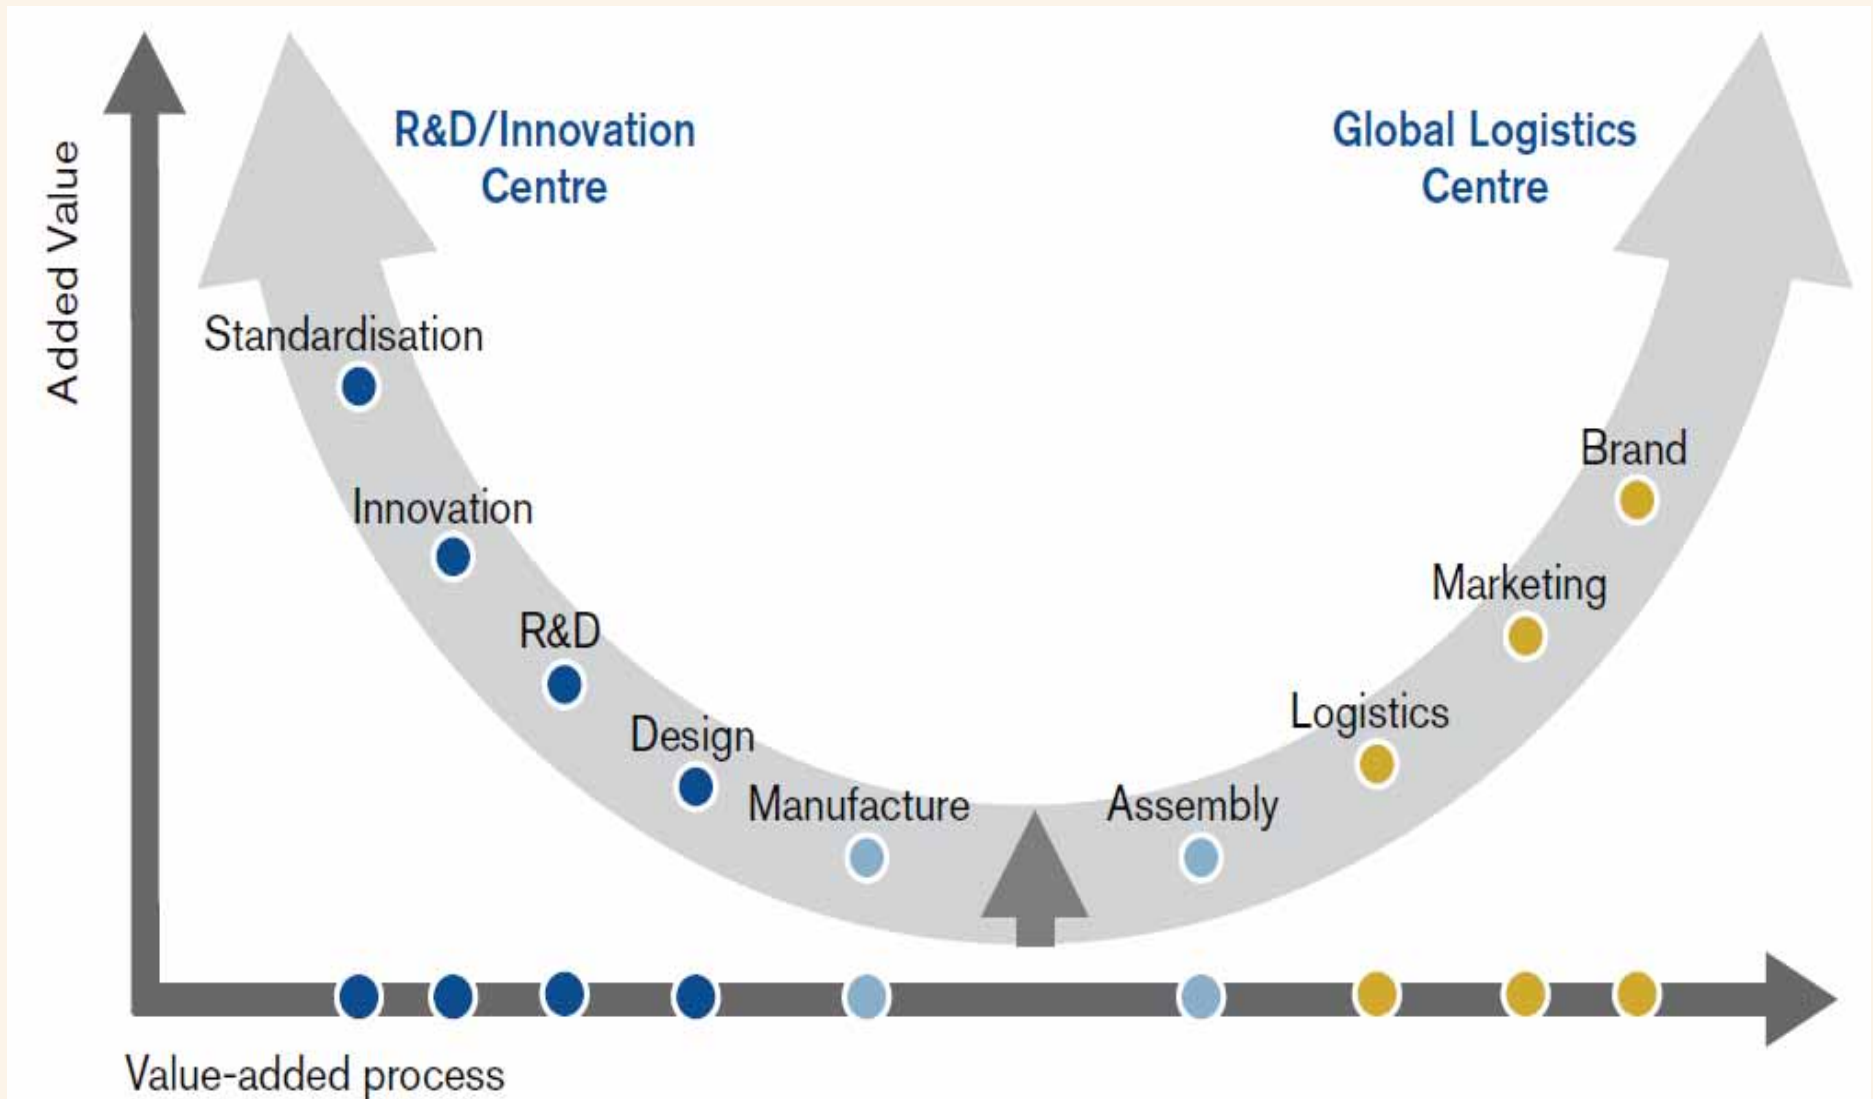 Added Value
R&D/Innovation
Centre
Global Logistics
Centre
Standardisation
Innovation
R&D
Design
Manufacture
Assembly
Logistics
Marketing
Brand
Value-added process